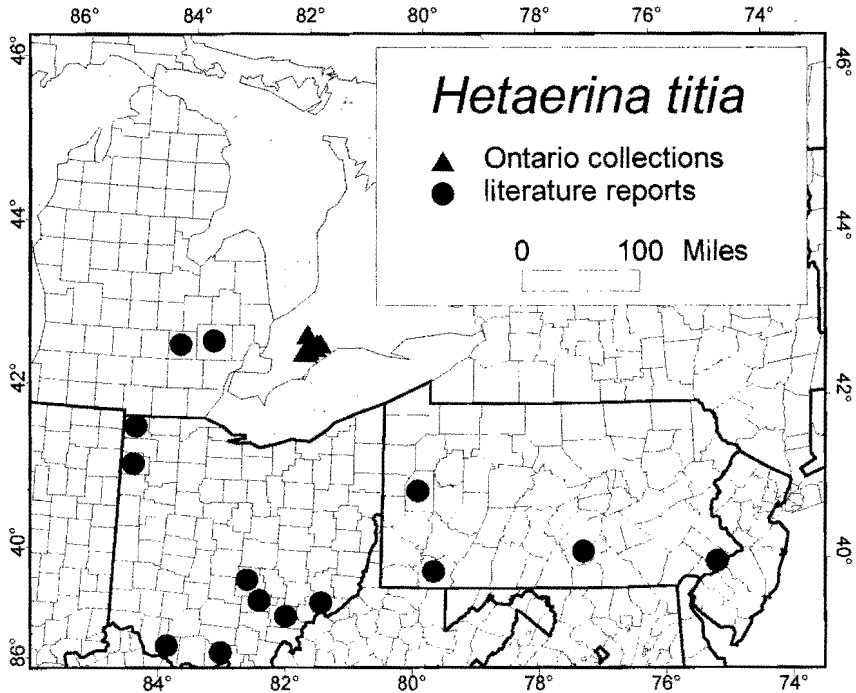 86° 84° 82° 80° 78° 76° 74°
46° 46°
Hetaerina titia
Ontario collections
literature reports
44° 44°
0 100 Miles
42° 42°
40° 40°
86°
84° 82° 80° 78° 76° 74°